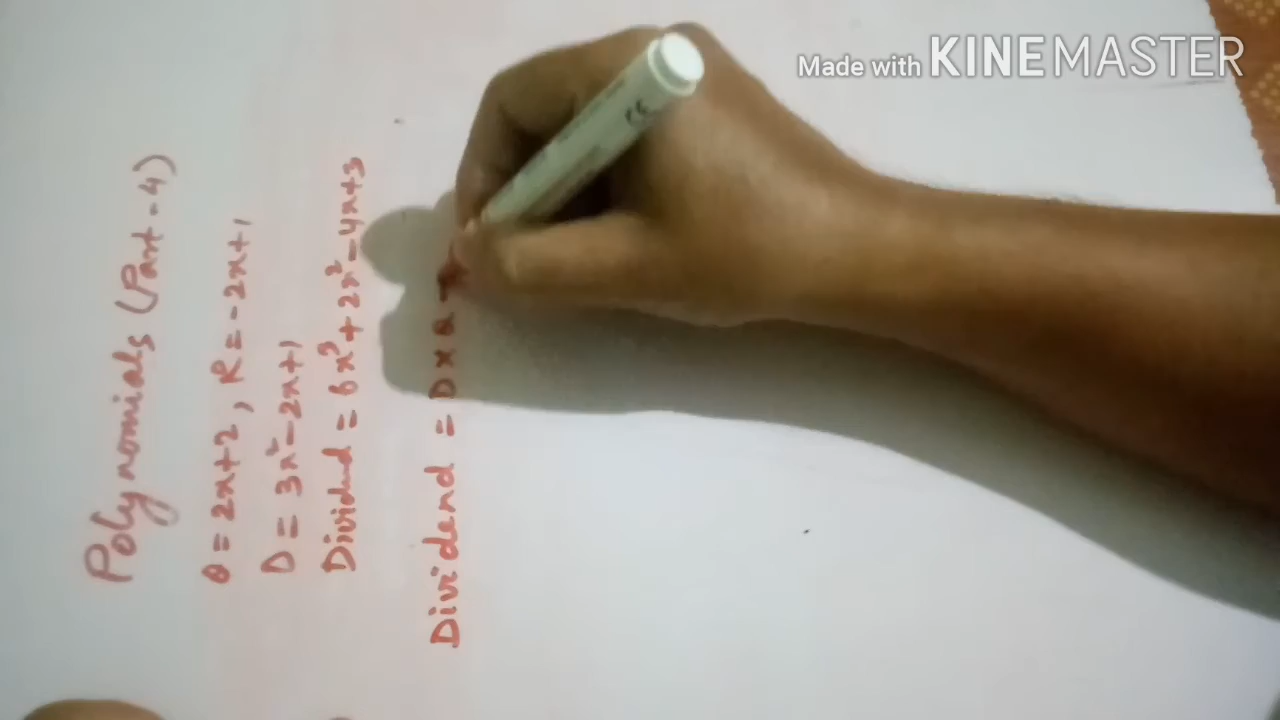 Polynomials (Part-4)
Q = 2x+2, R = -2x+1
D = 3x²-2x+1
Dividend = 6x³+2x²-4x+3
Dividend = D×Q
Made with KINEMASTER
CE